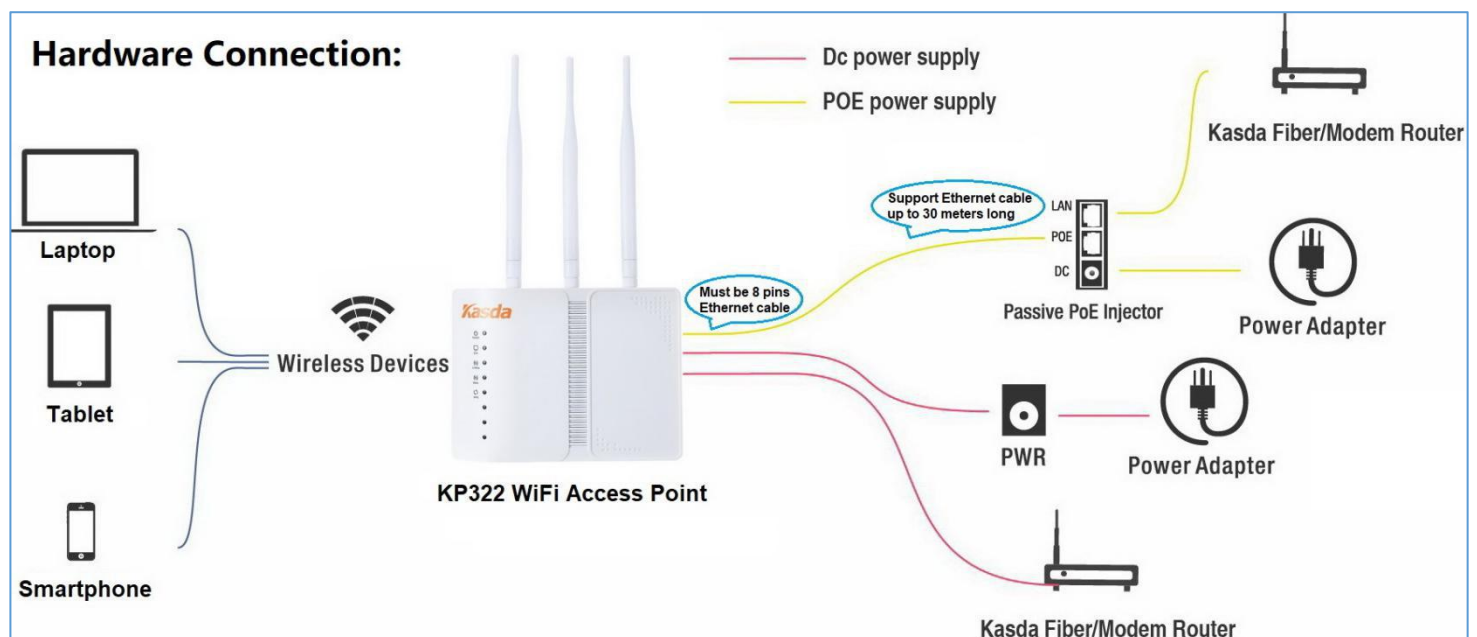 Hardware Connection:
Dc power supply
POE power supply
Kasda Fiber/Modem Router
Laptop
Tablet
Smartphone
Wireless Devices
Kasda
KP322 WiFi Access Point
Must be 8 pins
Ethernet cable
Support Ethernet cable
up to 30 meters long
LAN
POE
DC
Passive PoE Injector
Power Adapter
PWR
Power Adapter
Kasda Fiber/Modem Router